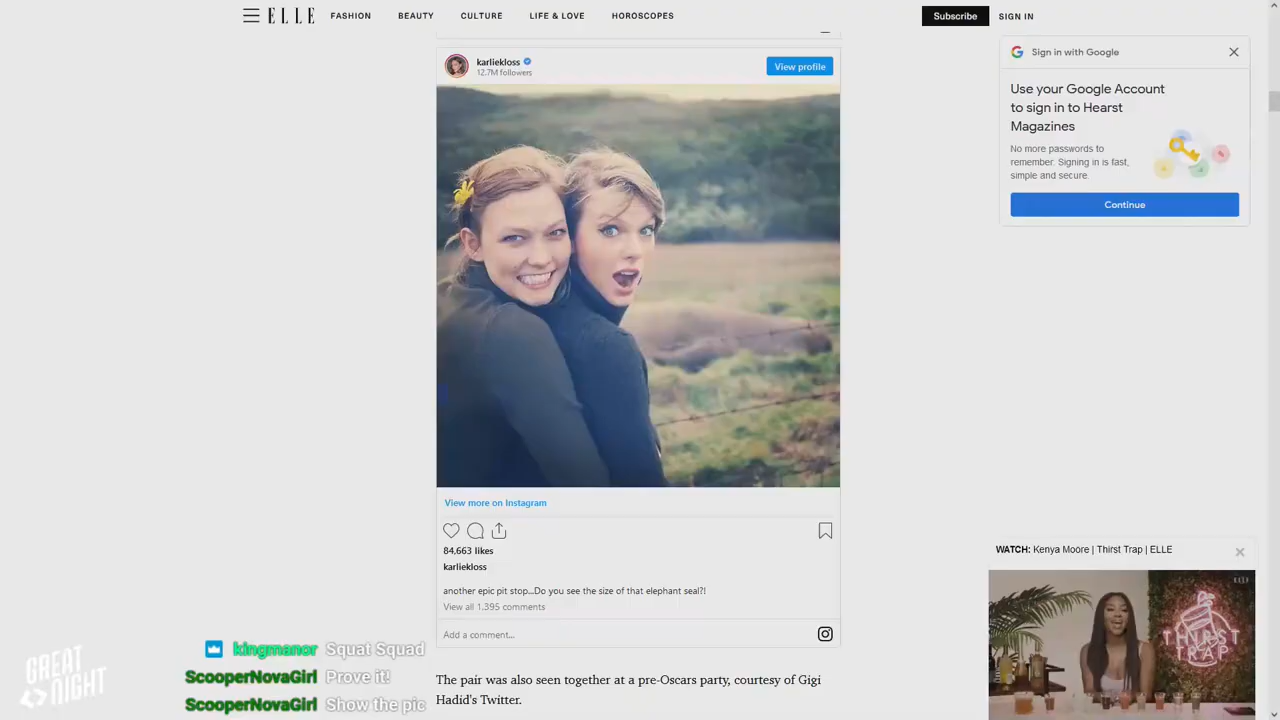 ELLE
FASHION
BEAUTY
CULTURE
LIFE & LOVE
HOROSCOPES
Subscribe
SIGN IN
karliekloss
12.7M followers
View profile
Sign in with Google
Use your Google Account
to sign in to Hearst
Magazines
No more passwords to
remember. Signing in is fast,
simple and secure.
Continue
View more on Instagram
84,663 likes
karliekloss
another epic pit stop...Do you see the size of that elephant seal?!
View all 1,395 comments
Add a comment...
The pair was also seen together at a pre-Oscars party, courtesy of Gigi
Hadid's Twitter.
WATCH: Kenya Moore | Thirst Trap | ELLE
ELLE
THIRST
TRAP
GREAT
NIGHT
kingmanor Squat Squad
ScooperNovaGirl Prove it!
ScooperNovaGirl Show the pic